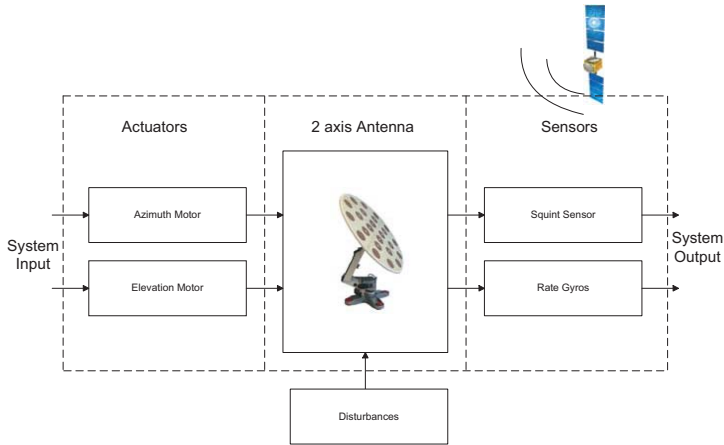 Actuators
2 axis Antenna
Sensors
Azimuth Motor
Squint Sensor
System
Input
System
Output
Elevation Motor
Rate Gyros
Disturbances